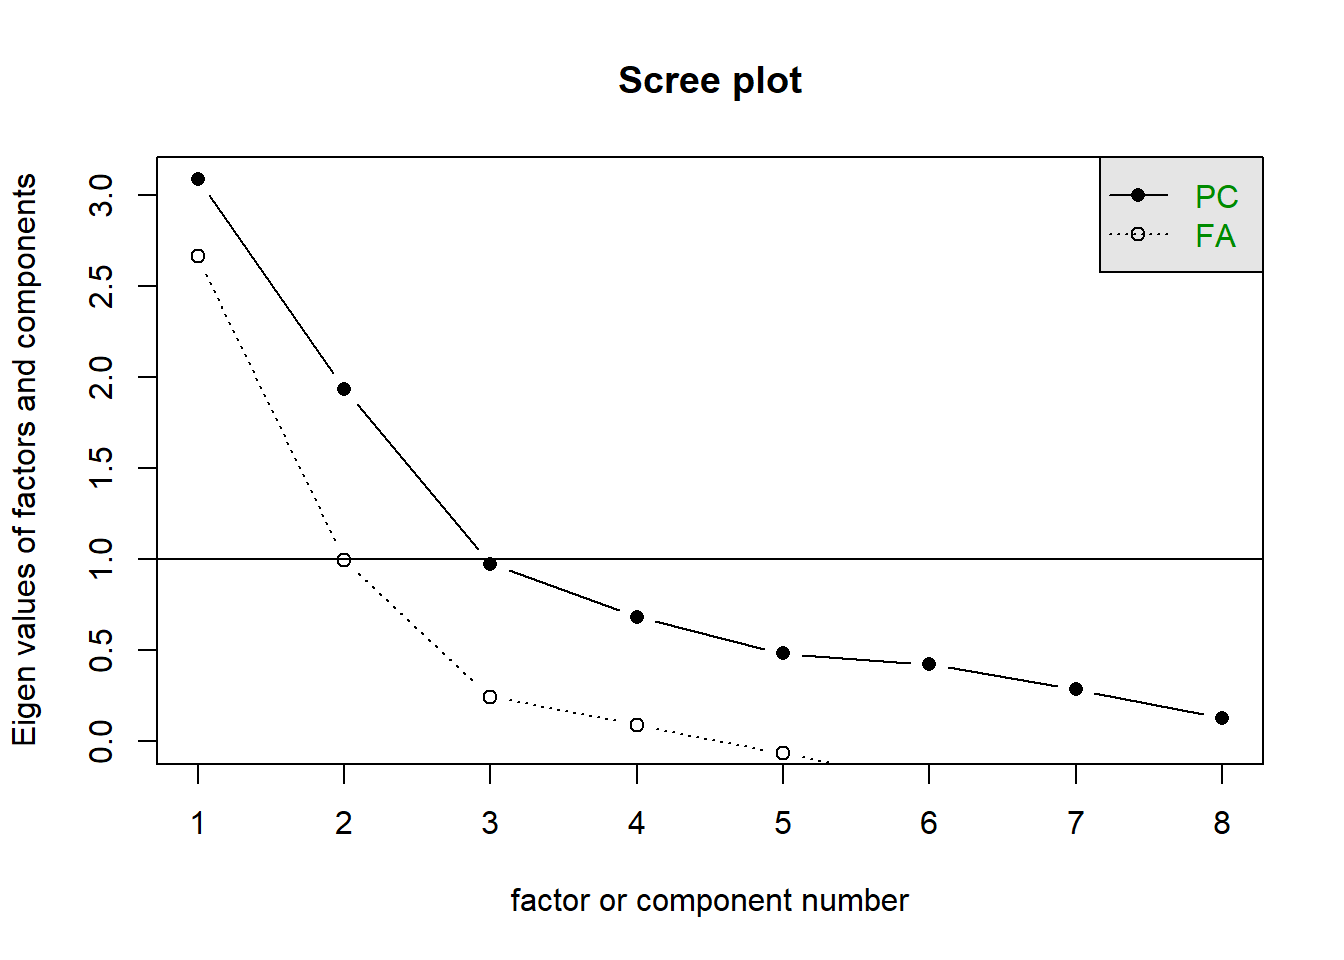 Scree plot
Eigen values of factors and components
3.0
2.5
2.0
1.5
1.0
0.5
0.0
PC
FA
1 2 3 4 5 6 7 8
factor or component number